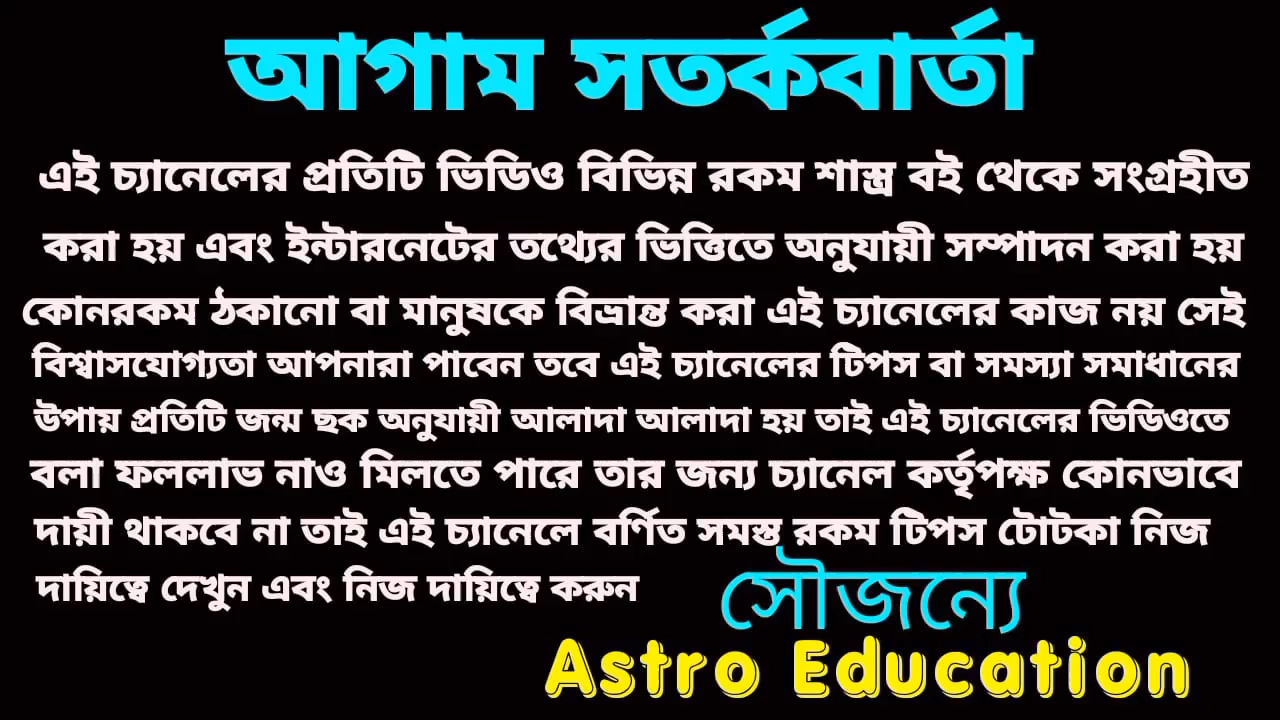 আগাম সতর্কবার্তা
এই চ্যানেলের প্রতিটি ভিডিও বিভিন্ন রকম শাস্ত্র বই থেকে সংগ্রহীত
করা হয় এবং ইন্টারনেটের তথ্যের ভিত্তিতে অনুযায়ী সম্পাদন করা হয়
কোনরকম ঠকানো বা মানুষকে বিভ্রান্ত করা এই চ্যানেলের কাজ নয় সেই
বিশ্বাসযোগ্যতা আপনারা পাবেন তবে এই চ্যানেলের টিপস বা সমস্যা সমাধানের
উপায় প্রতিটি জন্ম ছক অনুযায়ী আলাদা আলাদা হয় তাই এই চ্যানেলের ভিডিওতে
বলা ফললাভ নাও মিলতে পারে তার জন্য চ্যানেল কর্তৃপক্ষ কোনভাবে
দায়ী থাকবে না তাই এই চ্যানেলে বর্ণিত সমস্ত রকম টিপস টোটকা নিজ
দায়িত্বে দেখুন এবং নিজ দায়িত্বে করুন
সৌজন্যে
Astro Education